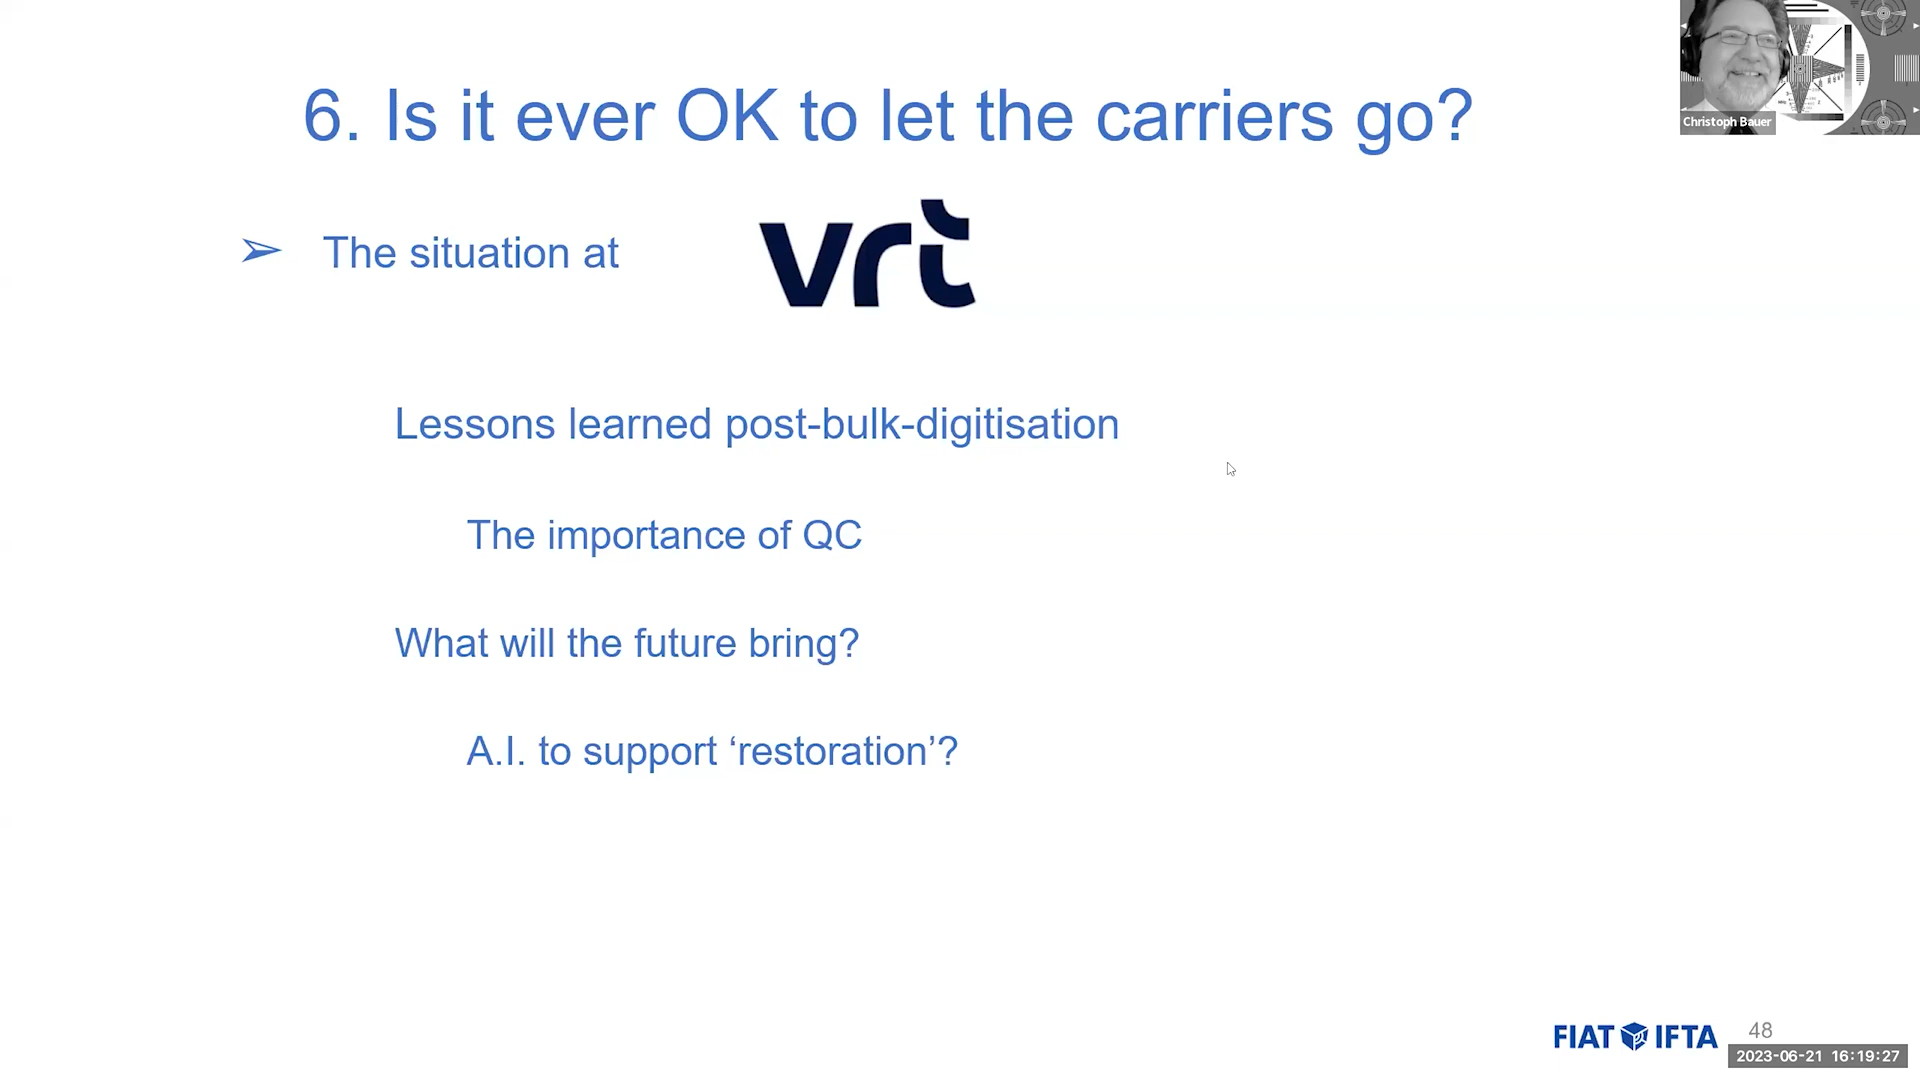 6. Is it ever OK to let the carriers go?
Christoph Bauer
➢ The situation at
vrt
Lessons learned post-bulk-digitisation
The importance of QC
What will the future bring?
A.I. to support ‘restoration’?
FIAT IFTA
48
2023-06-21 16:19:27